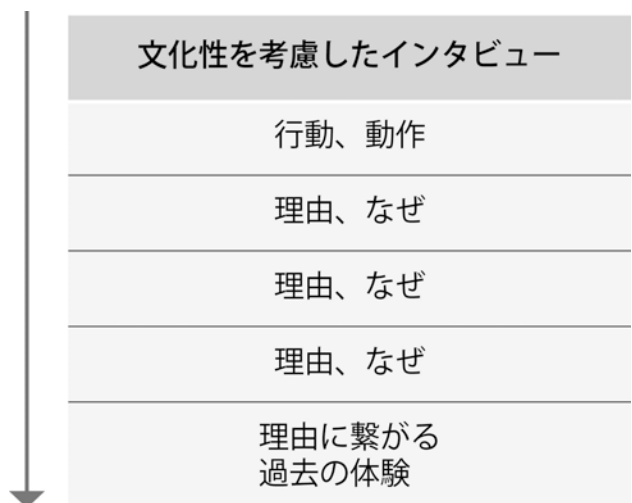 文化性を考慮したインタビュー
行動、動作
理由、なぜ
理由、なぜ
理由、なぜ
理由に繋がる
過去の体験